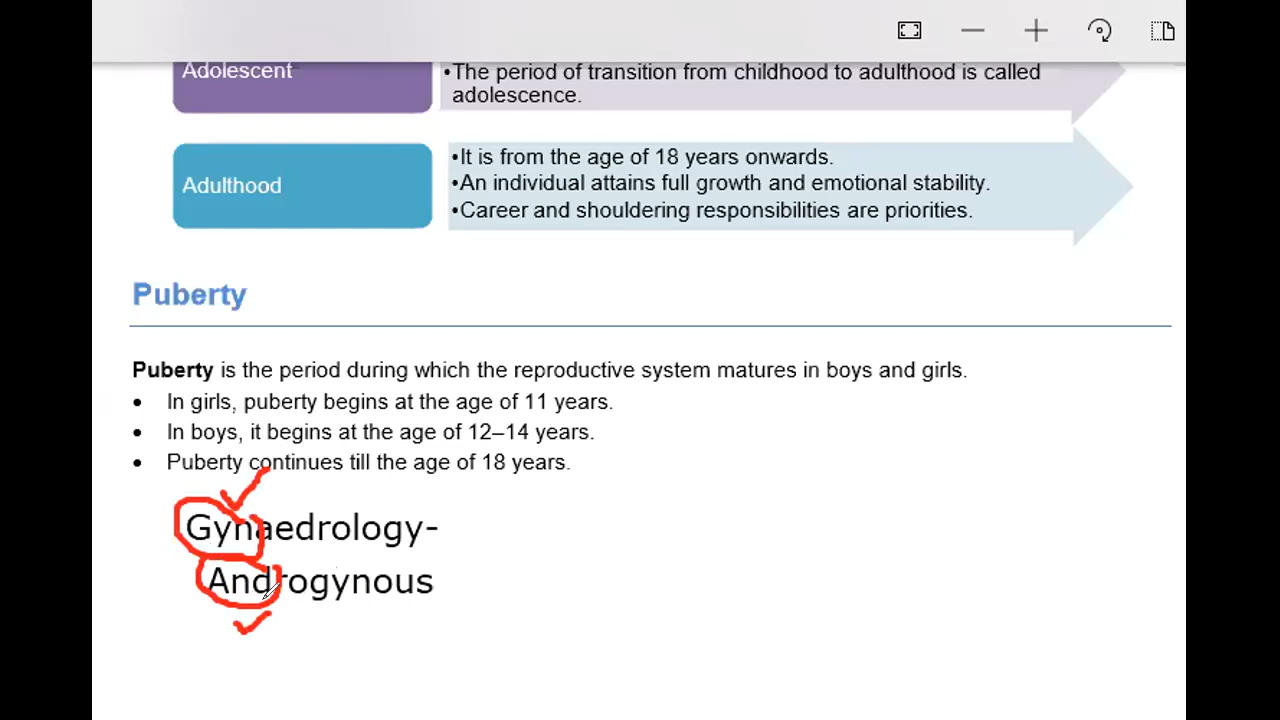 Adolescent
•The period of transition from childhood to adulthood is called
adolescence.
Adulthood
•It is from the age of 18 years onwards.
•An individual attains full growth and emotional stability.
•Career and shouldering responsibilities are priorities.
Puberty
Puberty is the period during which the reproductive system matures in boys and girls.
• In girls, puberty begins at the age of 11 years.
• In boys, it begins at the age of 12–14 years.
• Puberty continues till the age of 18 years.
Gynaedrology-
Androgynous